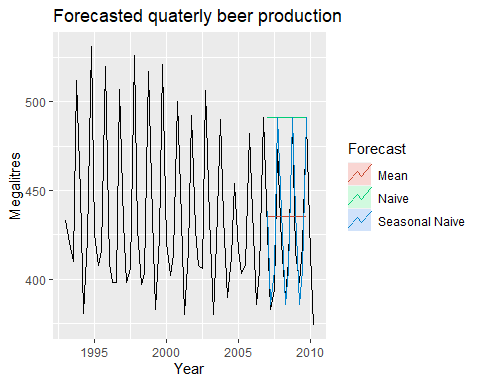 Forecasted quaterly beer production
500
450
400
Megalitres
1995
2000
2005
2010
Year
Forecast
Mean
Naive
Seasonal Naive